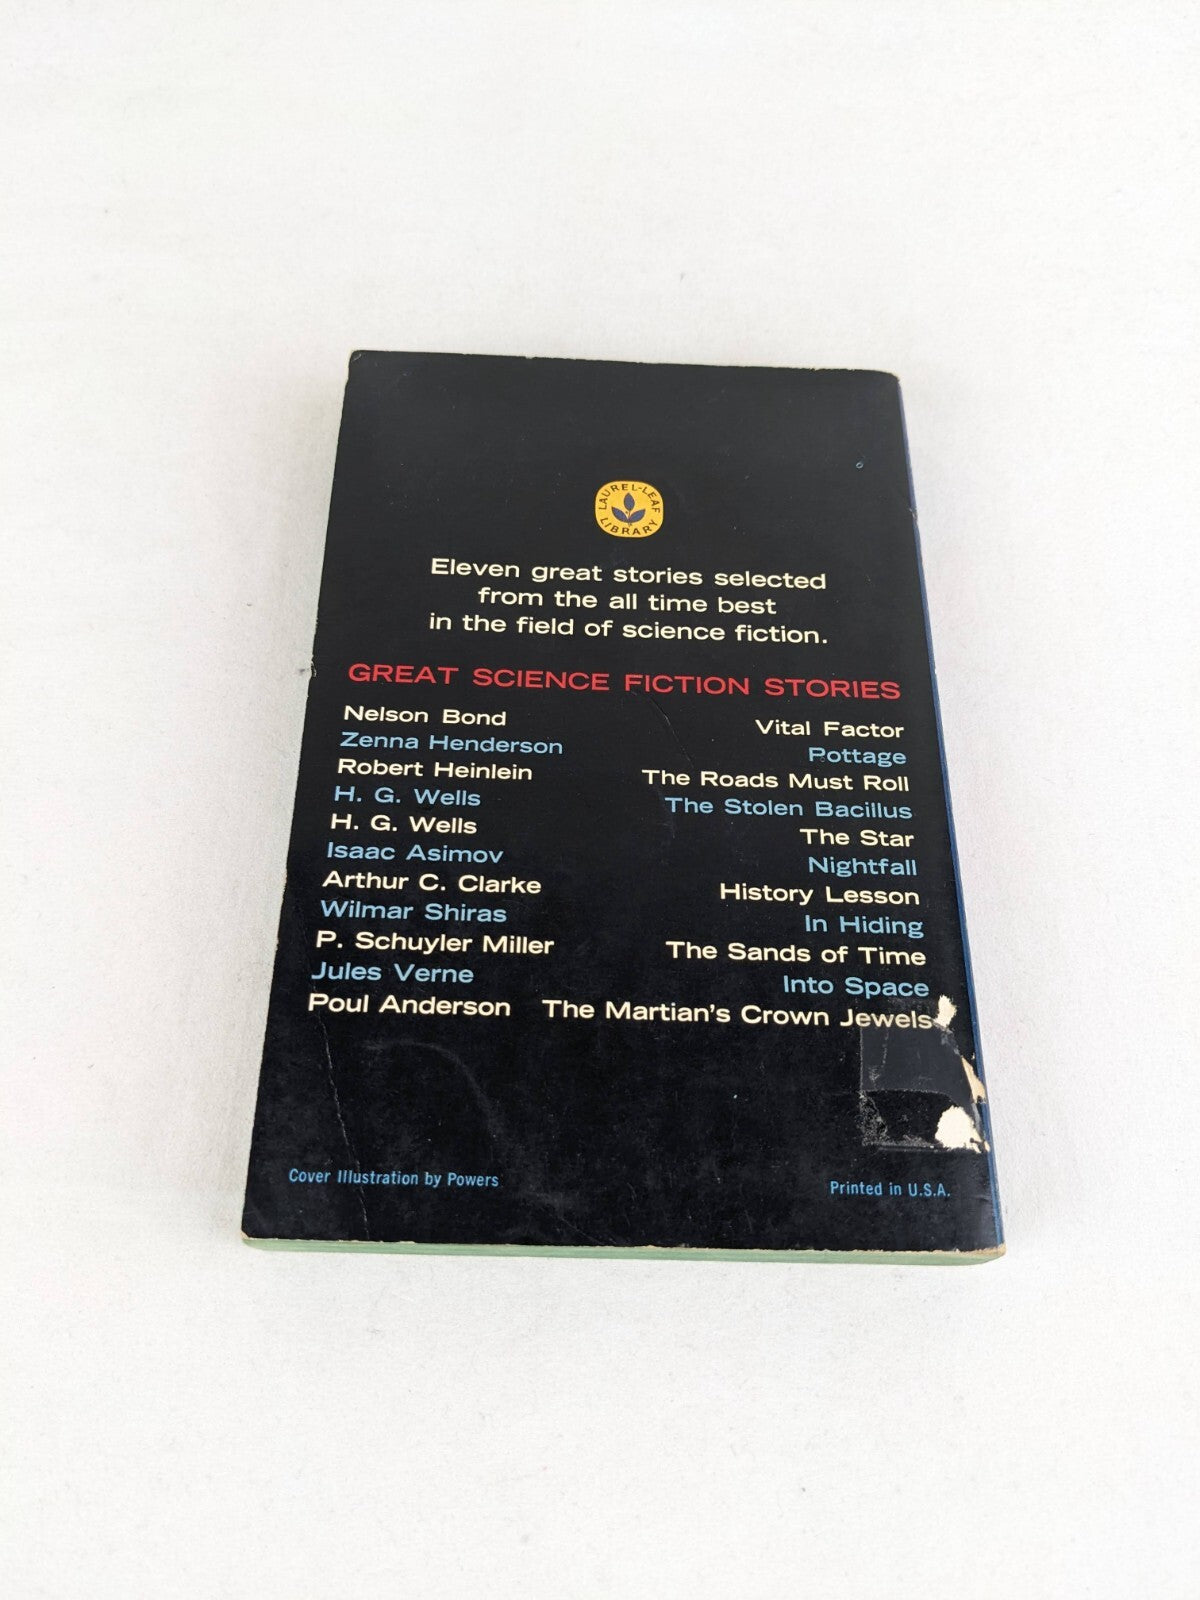 LAUREL-LEAF
LIBRARY
Eleven great stories selected
from the all time best
in the field of science fiction.
GREAT SCIENCE FICTION STORIES
Nelson Bond Vital Factor
Zenna Henderson Pottage
Robert Heinlein The Roads Must Roll
H. G. Wells The Stolen Bacillus
H. G. Wells The Star
Isaac Asimov Nightfall
Arthur C. Clarke History Lesson
Wilmar Shiras In Hiding
P. Schuyler Miller The Sands of Time
Jules Verne Into Space
Poul Anderson The Martian's Crown Jewels
Cover Illustration by Powers Printed in U.S.A.